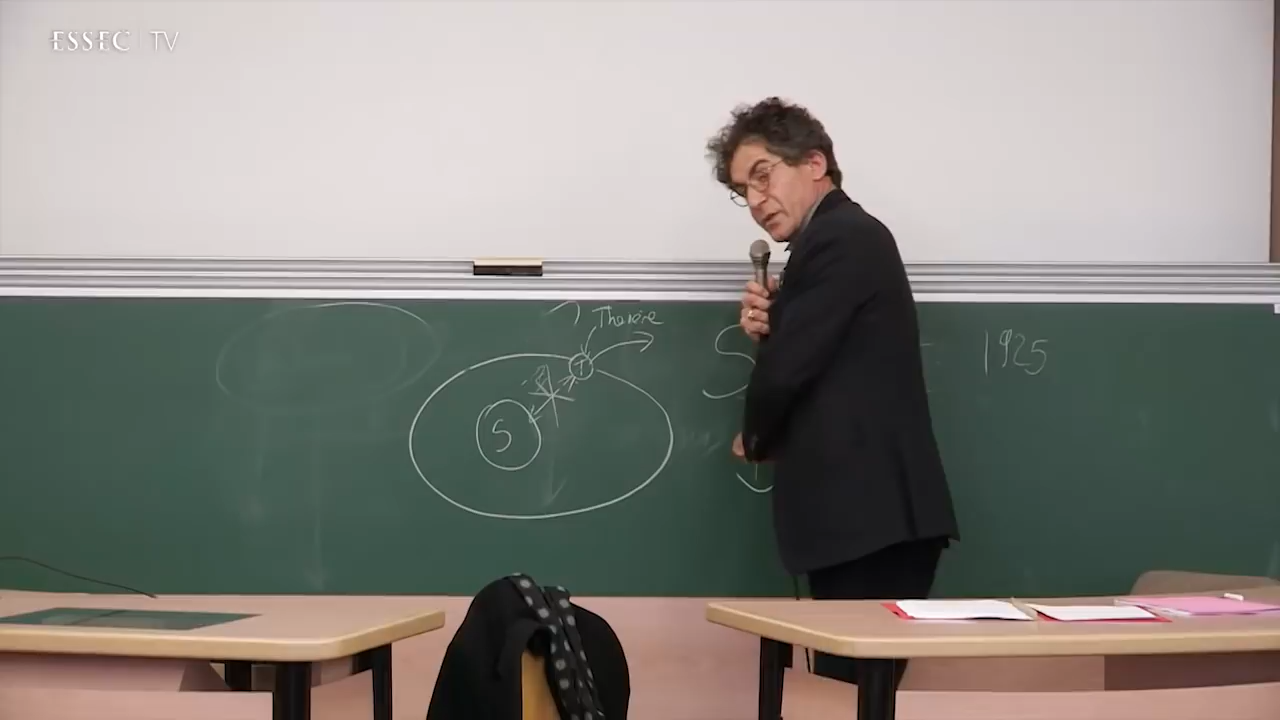 ESSEC TV
Théorie
T
S
S
= 1925